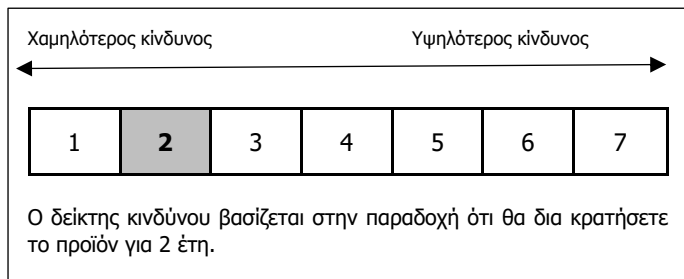 Χαμηλότερος κίνδυνος Υψηλότερος κίνδυνος
1 2 3 4 5 6 7
Ο δείκτης κινδύνου βασίζεται στην παραδοχή ότι θα δια κρατήσετε
το προϊόν για 2 έτη.